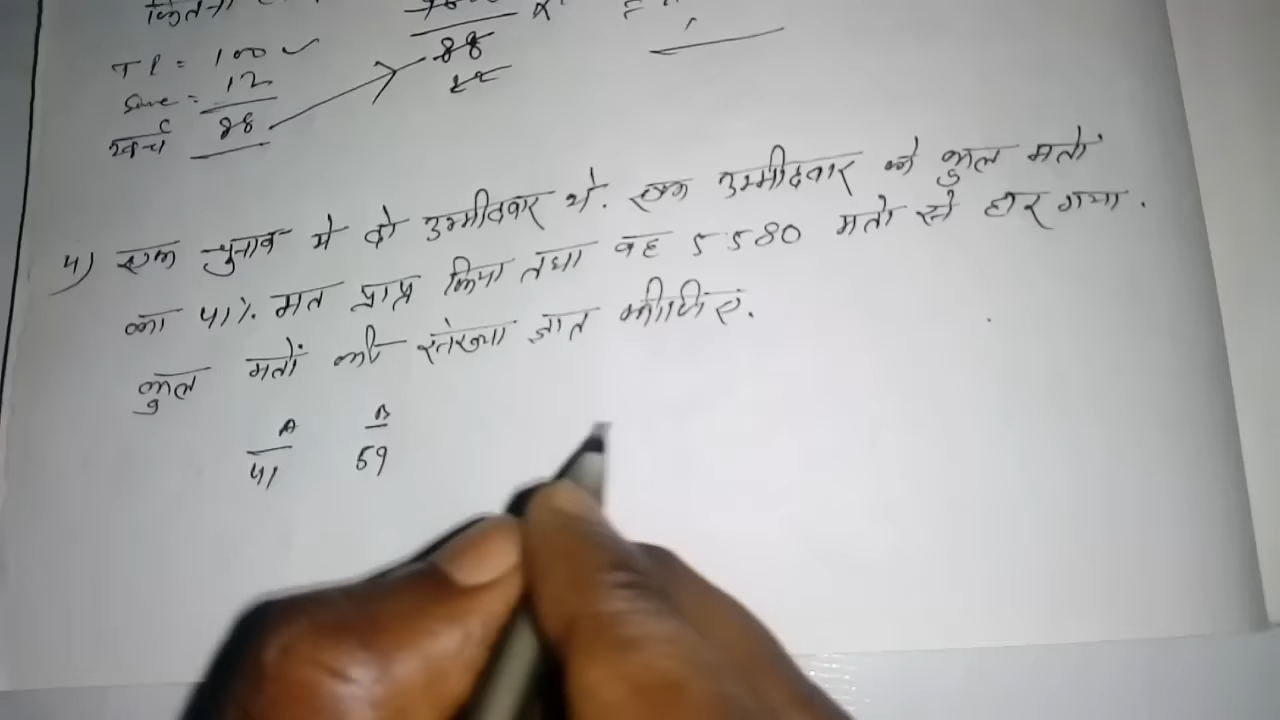 कितना
T P = 100
88
Save = 12
खर्च 88
4) एक चुनाव मे दो उम्मीदवार थे. एक उम्मीदवार को कुल मतों
का 41% मत प्राप्त किया तथा वह 5580 मतो से हार गया.
कुल मतों की संख्या ज्ञात कीजिए.
A B
41 59